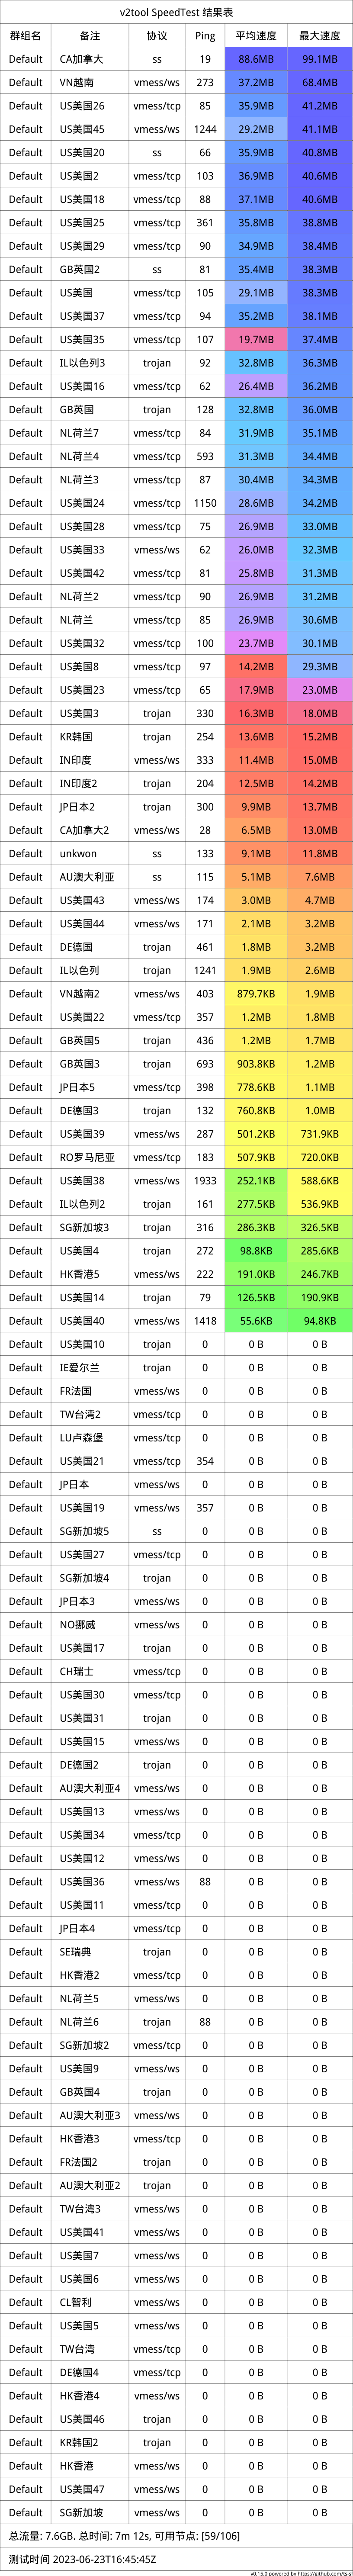 v2tool SpeedTest 结果表
群组名 备注 协议 Ping 平均速度 最大速度
Default CA加拿大 ss 19 88.6MB 99.1MB
Default VN越南 vmess/ws 273 37.2MB 68.4MB
Default US美国26 vmess/tcp 85 35.9MB 41.2MB
Default US美国45 vmess/ws 1244 29.2MB 41.1MB
Default US美国20 ss 66 35.9MB 40.8MB
Default US美国2 vmess/tcp 103 36.9MB 40.6MB
Default US美国18 vmess/tcp 88 37.1MB 40.6MB
Default US美国25 vmess/tcp 361 35.8MB 38.8MB
Default US美国29 vmess/tcp 90 34.9MB 38.4MB
Default GB英国2 ss 81 35.4MB 38.3MB
Default US美国 vmess/tcp 105 29.1MB 38.3MB
Default US美国37 vmess/tcp 94 35.2MB 38.1MB
Default US美国35 vmess/tcp 107 19.7MB 37.4MB
Default IL以色列3 trojan 92 32.8MB 36.3MB
Default US美国16 vmess/tcp 62 26.4MB 36.2MB
Default GB英国 trojan 128 32.8MB 36.0MB
Default NL荷兰7 vmess/tcp 84 31.9MB 35.1MB
Default NL荷兰4 vmess/tcp 593 31.3MB 34.4MB
Default NL荷兰3 vmess/tcp 87 30.4MB 34.3MB
Default US美国24 vmess/tcp 1150 28.6MB 34.2MB
Default US美国28 vmess/tcp 75 26.9MB 33.0MB
Default US美国33 vmess/ws 62 26.0MB 32.3MB
Default US美国42 vmess/tcp 81 25.8MB 31.3MB
Default NL荷兰2 vmess/tcp 90 26.9MB 31.2MB
Default NL荷兰 vmess/tcp 85 26.9MB 30.6MB
Default US美国32 vmess/tcp 100 23.7MB 30.1MB
Default US美国8 vmess/tcp 97 14.2MB 29.3MB
Default US美国23 vmess/tcp 65 17.9MB 23.0MB
Default US美国3 trojan 330 16.3MB 18.0MB
Default KR韩国 trojan 254 13.6MB 15.2MB
Default IN印度 vmess/ws 333 11.4MB 15.0MB
Default IN印度2 trojan 204 12.5MB 14.2MB
Default JP日本2 trojan 300 9.9MB 13.7MB
Default CA加拿大2 vmess/ws 28 6.5MB 13.0MB
Default unkwon ss 133 9.1MB 11.8MB
Default AU澳大利亚 ss 115 5.1MB 7.6MB
Default US美国43 vmess/ws 174 3.0MB 4.7MB
Default US美国44 vmess/ws 171 2.1MB 3.2MB
Default DE德国 trojan 461 1.8MB 3.2MB
Default IL以色列 trojan 1241 1.9MB 2.6MB
Default VN越南2 vmess/ws 403 879.7KB 1.9MB
Default US美国22 vmess/tcp 357 1.2MB 1.8MB
Default GB英国5 trojan 436 1.2MB 1.7MB
Default GB英国3 trojan 693 903.8KB 1.2MB
Default JP日本5 vmess/tcp 398 778.6KB 1.1MB
Default DE德国3 trojan 132 760.8KB 1.0MB
Default US美国39 vmess/ws 287 501.2KB 731.9KB
Default RO罗马尼亚 vmess/tcp 183 507.9KB 720.0KB
Default US美国38 vmess/ws 1933 252.1KB 588.6KB
Default IL以色列2 trojan 161 277.5KB 536.9KB
Default SG新加坡3 trojan 316 286.3KB 326.5KB
Default US美国4 trojan 272 98.8KB 285.6KB
Default HK香港5 vmess/ws 222 191.0KB 246.7KB
Default US美国14 trojan 79 126.5KB 190.9KB
Default US美国40 vmess/ws 1418 55.6KB 94.8KB
Default US美国10 trojan 0 0 B 0 B
Default IE爱尔兰 trojan 0 0 B 0 B
Default FR法国 vmess/ws 0 0 B 0 B
Default TW台湾2 vmess/tcp 0 0 B 0 B
Default LU卢森堡 vmess/tcp 0 0 B 0 B
Default US美国21 vmess/tcp 354 0 B 0 B
Default JP日本 vmess/ws 0 0 B 0 B
Default US美国19 vmess/ws 357 0 B 0 B
Default SG新加坡5 ss 0 0 B 0 B
Default US美国27 vmess/tcp 0 0 B 0 B
Default SG新加坡4 trojan 0 0 B 0 B
Default JP日本3 vmess/ws 0 0 B 0 B
Default NO挪威 vmess/ws 0 0 B 0 B
Default US美国17 trojan 0 0 B 0 B
Default CH瑞士 vmess/tcp 0 0 B 0 B
Default US美国30 vmess/tcp 0 0 B 0 B
Default US美国31 trojan 0 0 B 0 B
Default US美国15 vmess/ws 0 0 B 0 B
Default DE德国2 trojan 0 0 B 0 B
Default AU澳大利亚4 vmess/ws 0 0 B 0 B
Default US美国13 vmess/ws 0 0 B 0 B
Default US美国34 vmess/tcp 0 0 B 0 B
Default US美国12 vmess/ws 0 0 B 0 B
Default US美国36 vmess/ws 88 0 B 0 B
Default US美国11 vmess/tcp 0 0 B 0 B
Default JP日本4 vmess/tcp 0 0 B 0 B
Default SE瑞典 trojan 0 0 B 0 B
Default HK香港2 vmess/ws 0 0 B 0 B
Default NL荷兰5 vmess/ws 0 0 B 0 B
Default NL荷兰6 trojan 88 0 B 0 B
Default SG新加坡2 vmess/tcp 0 0 B 0 B
Default US美国9 vmess/ws 0 0 B 0 B
Default GB英国4 trojan 0 0 B 0 B
Default AU澳大利亚3 vmess/ws 0 0 B 0 B
Default HK香港3 vmess/tcp 0 0 B 0 B
Default FR法国2 trojan 0 0 B 0 B
Default AU澳大利亚2 trojan 0 0 B 0 B
Default TW台湾3 vmess/ws 0 0 B 0 B
Default US美国41 vmess/ws 0 0 B 0 B
Default US美国7 vmess/ws 0 0 B 0 B
Default US美国6 vmess/ws 0 0 B 0 B
Default CL智利 vmess/ws 0 0 B 0 B
Default US美国5 vmess/ws 0 0 B 0 B
Default TW台湾 vmess/tcp 0 0 B 0 B
Default DE德国4 vmess/tcp 0 0 B 0 B
Default HK香港4 vmess/ws 0 0 B 0 B
Default US美国46 trojan 0 0 B 0 B
Default KR韩国2 trojan 0 0 B 0 B
Default HK香港 vmess/ws 0 0 B 0 B
Default US美国47 vmess/ws 0 0 B 0 B
Default SG新加坡 vmess/ws 0 0 B 0 B
总流量: 7.6GB. 总时间: 7m 12s, 可用节点: [59/106]
测试时间 2023-06-23T16:45:45Z
v0.15.0 powered by https://github.com/ts-sf